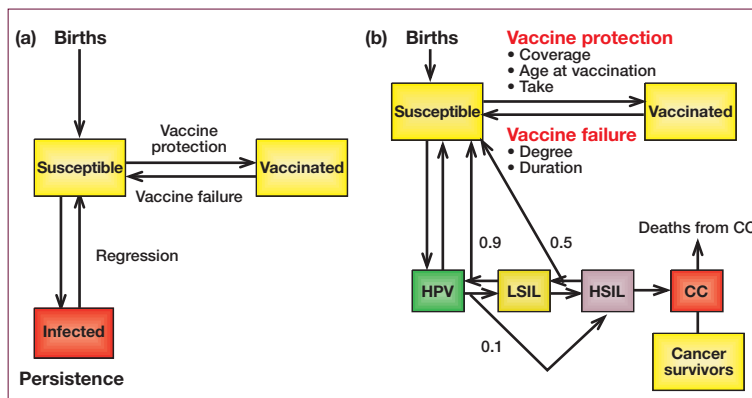 (a)
Births
Susceptible
Vaccine
protection
Vaccinated
Vaccine failure
Regression
Infected
Persistence
(b)
Births
Vaccine protection
• Coverage
• Age at vaccination
• Take
Susceptible
Vaccinated
Vaccine failure
• Degree
• Duration
0.9
0.5
Deaths from CC
HPV
LSIL
HSIL
CC
0.1
Cancer
survivors